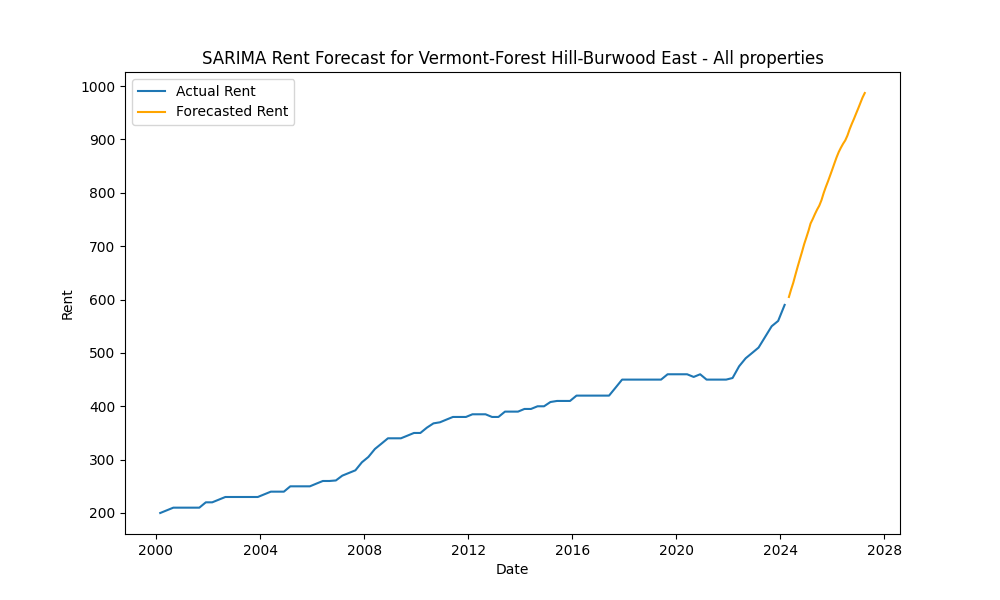 SARIMA Rent Forecast for Vermont-Forest Hill-Burwood East - All properties
Actual Rent
Forecasted Rent
1000
900
800
700
600
500
400
300
200
Rent
2000 2004 2008 2012 2016 2020 2024 2028
Date